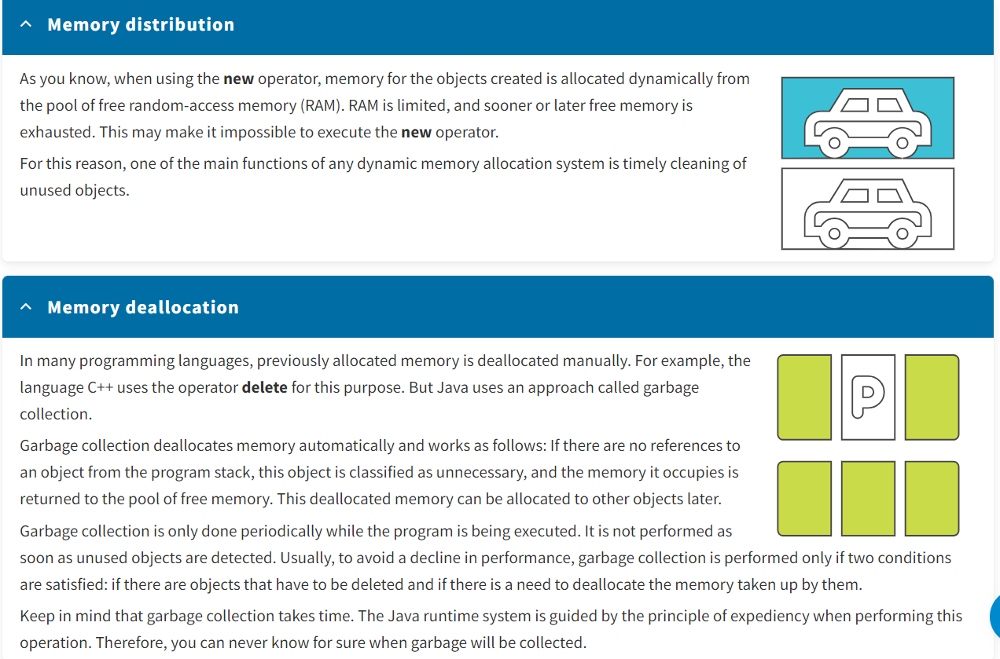 Memory distribution
As you know, when using the new operator, memory for the objects created is allocated dynamically from
the pool of free random-access memory (RAM). RAM is limited, and sooner or later free memory is
exhausted. This may make it impossible to execute the new operator.
For this reason, one of the main functions of any dynamic memory allocation system is timely cleaning of
unused objects.
Memory deallocation
In many programming languages, previously allocated memory is deallocated manually. For example, the
language C++ uses the operator delete for this purpose. But Java uses an approach called garbage
collection.
P
Garbage collection deallocates memory automatically and works as follows: If there are no references to
an object from the program stack, this object is classified as unnecessary, and the memory it occupies is
returned to the pool of free memory. This deallocated memory can be allocated to other objects later.
Garbage collection is only done periodically while the program is being executed. It is not performed as
soon as unused objects are detected. Usually, to avoid a decline in performance, garbage collection is performed only if two conditions
are satisfied: if there are objects that have to be deleted and if there is a need to deallocate the memory taken up by them.
Keep in mind that garbage collection takes time. The Java runtime system is guided by the principle of expediency when performing this
operation. Therefore, you can never know for sure when garbage will be collected.